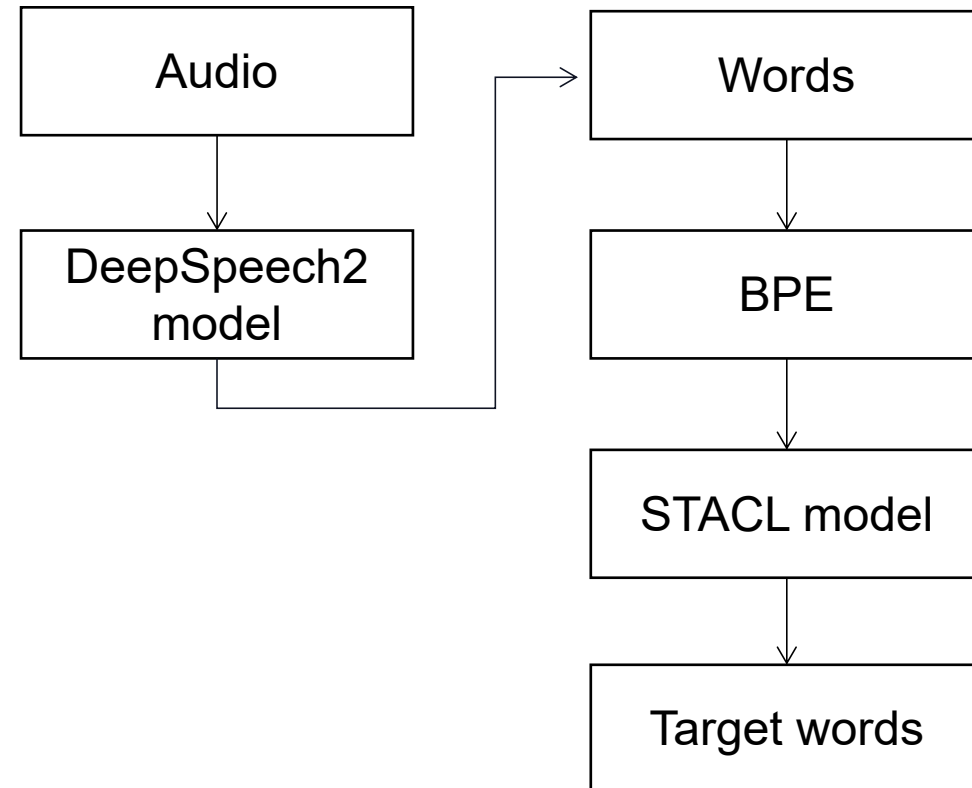 Audio
DeepSpeech2
model
Words
BPE
STACL model
Target words